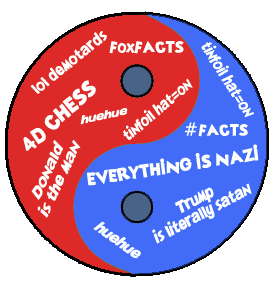 lol demotards
FOXFACTS
4D CHESS
huehue
tinfoil hat=ON
DONALD
is the MAN
tinfoil hat=ON
#FACTS
EVERYTHING is NAZI
TRUMP
is literally satan
huehue